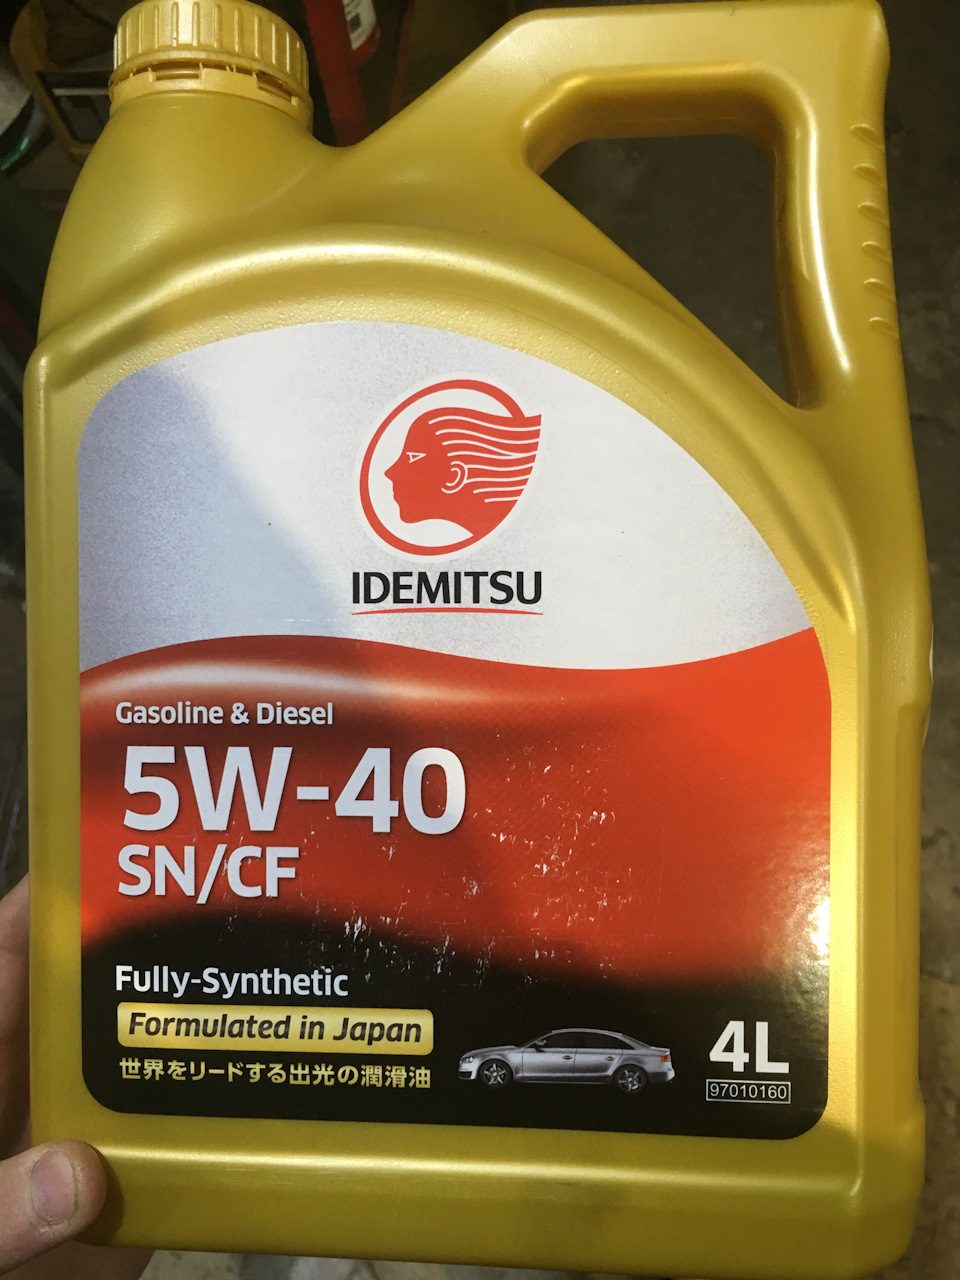 IDEMITSU
Gasoline & Diesel
5W-40
SN/CF
Fully-Synthetic
Formulated in Japan
世界をリードする出光の潤滑油
4L
97010160